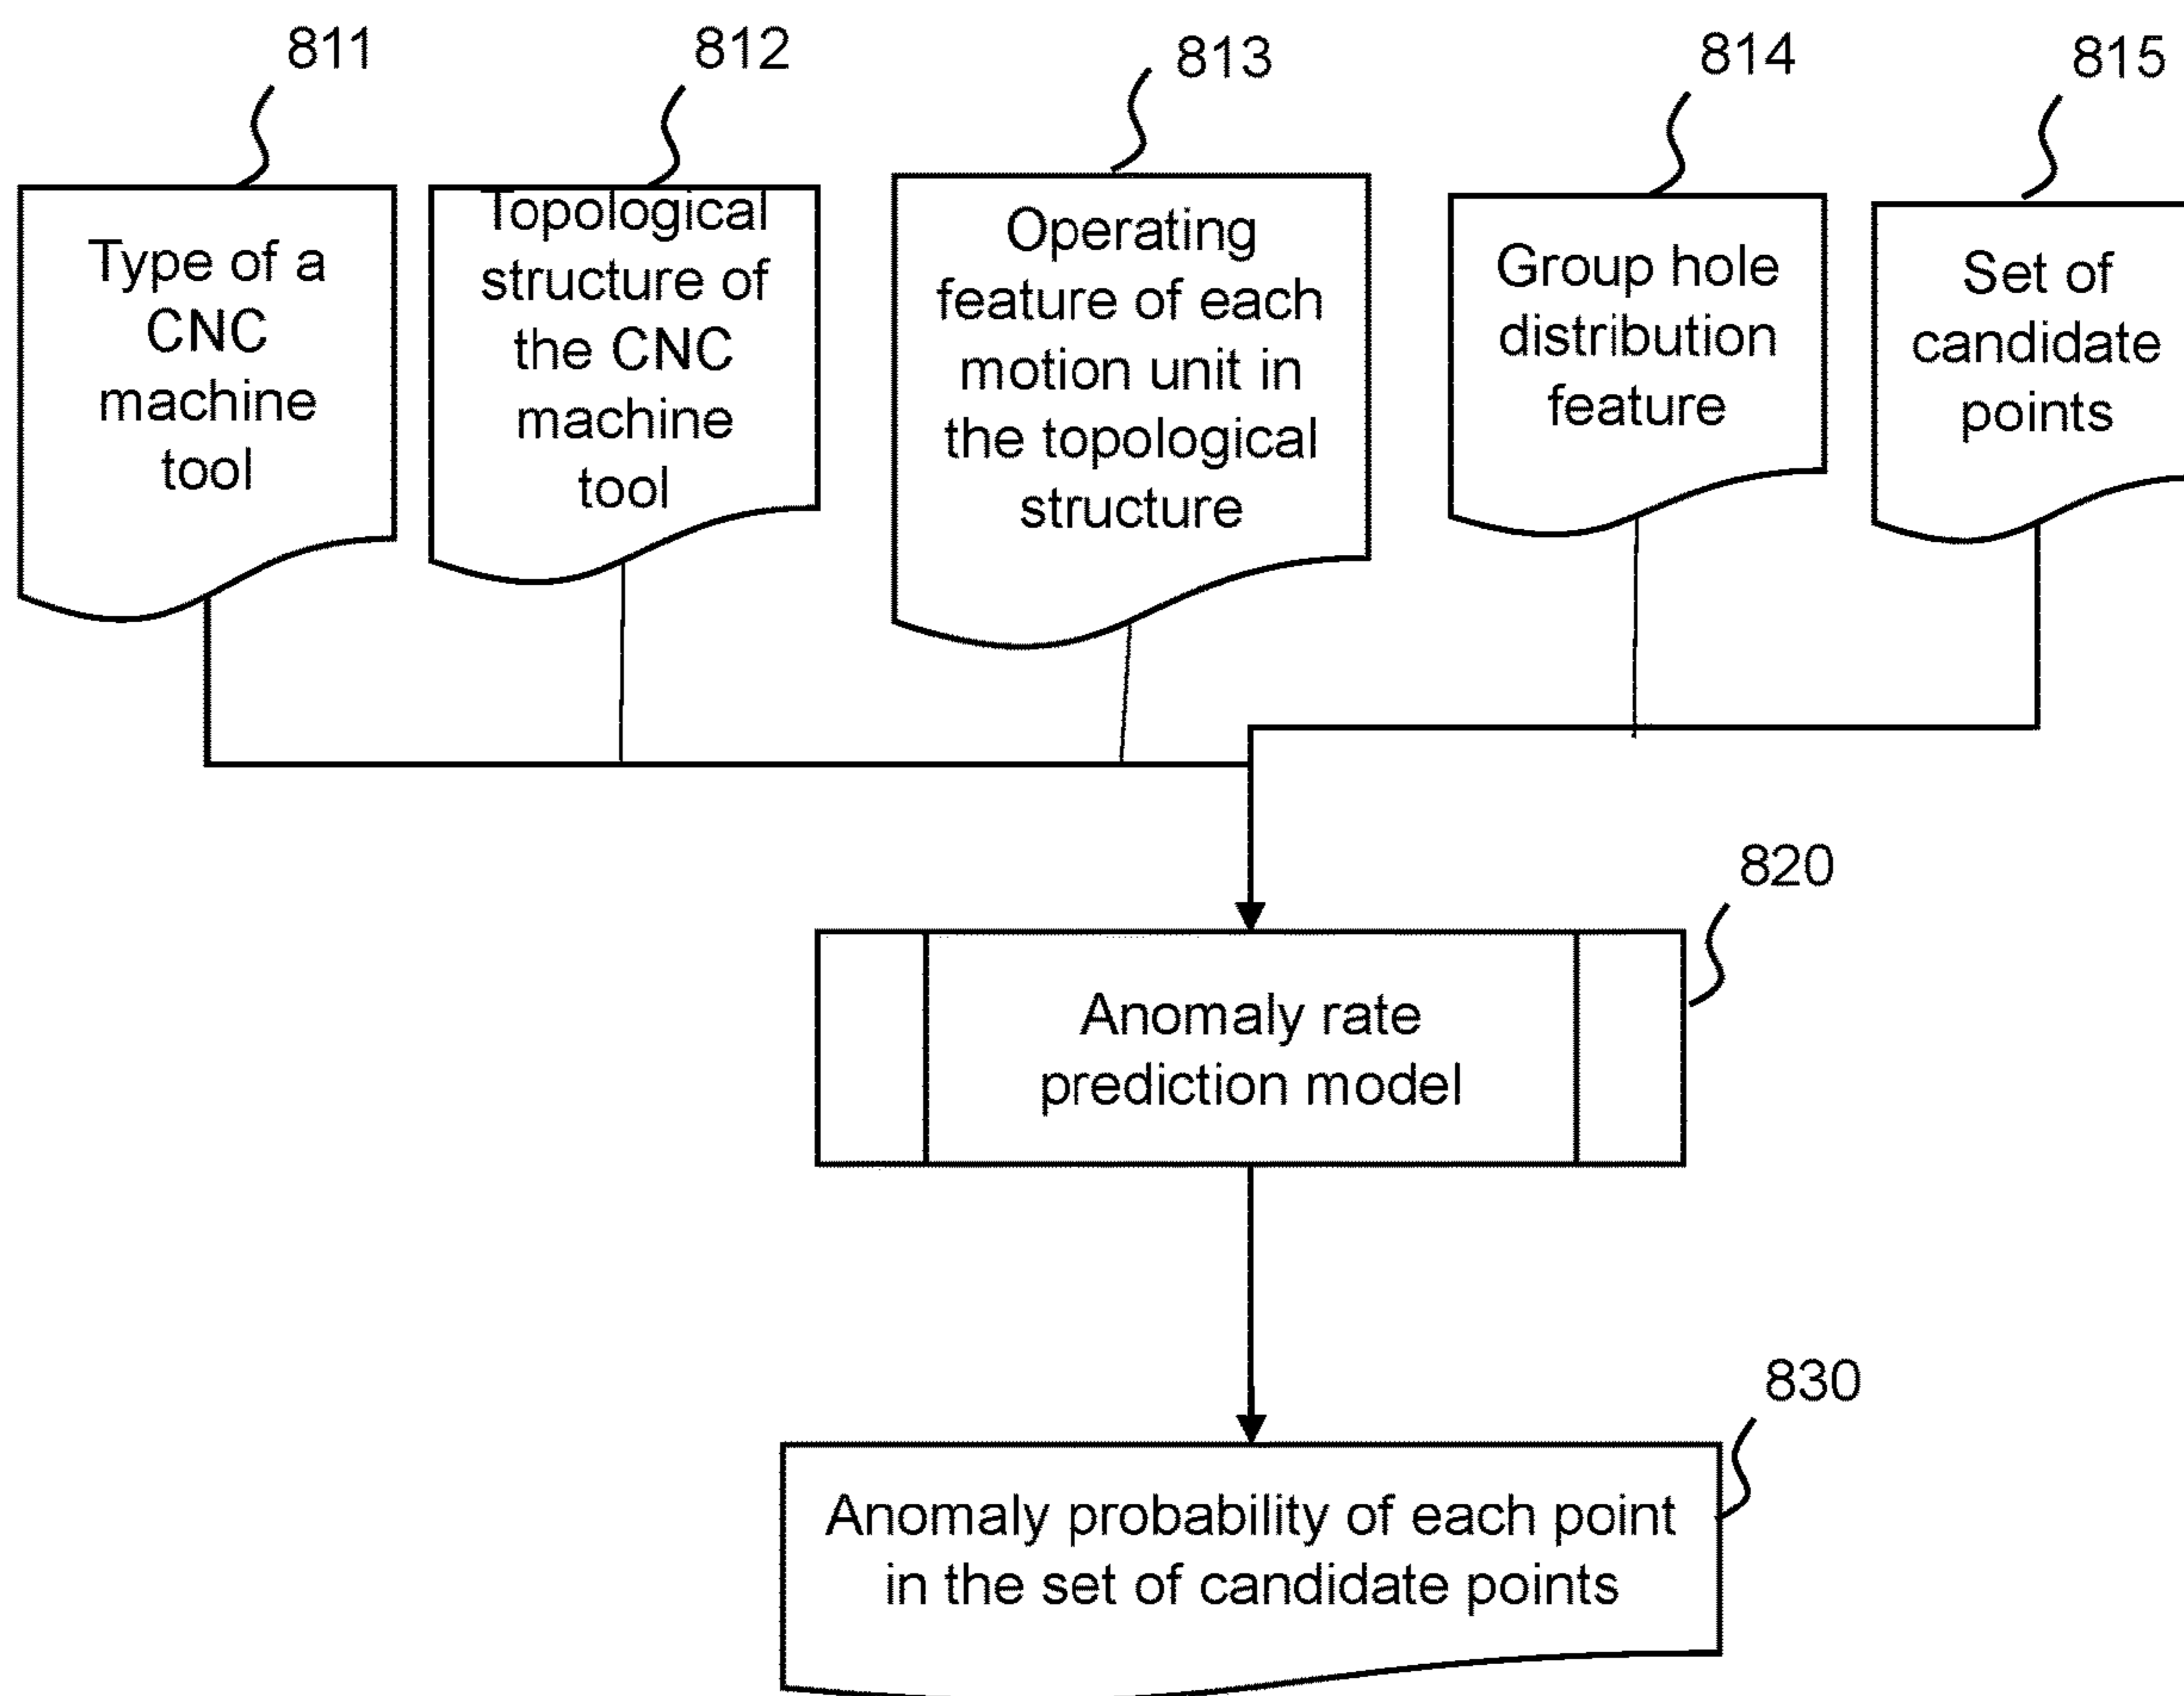 811
812
813
814
815
Type of a
CNC
machine
tool
Topological
structure of
the CNC
machine
tool
Operating
feature of each
motion unit in
the topological
structure
Group hole
distribution
feature
Set of
candidate
points
820
Anomaly rate
prediction model
830
Anomaly probability of each point
in the set of candidate points